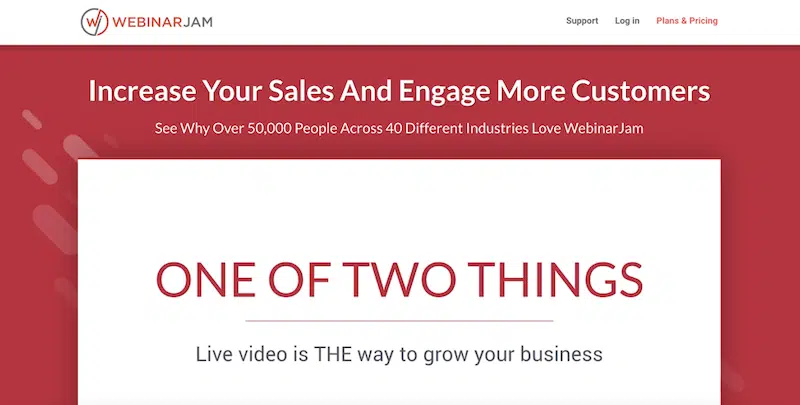 WEBINARJAM
Support Log in Plans & Pricing
Increase Your Sales And Engage More Customers
See Why Over 50,000 People Across 40 Different Industries Love WebinarJam
ONE OF TWO THINGS
Live video is THE way to grow your business